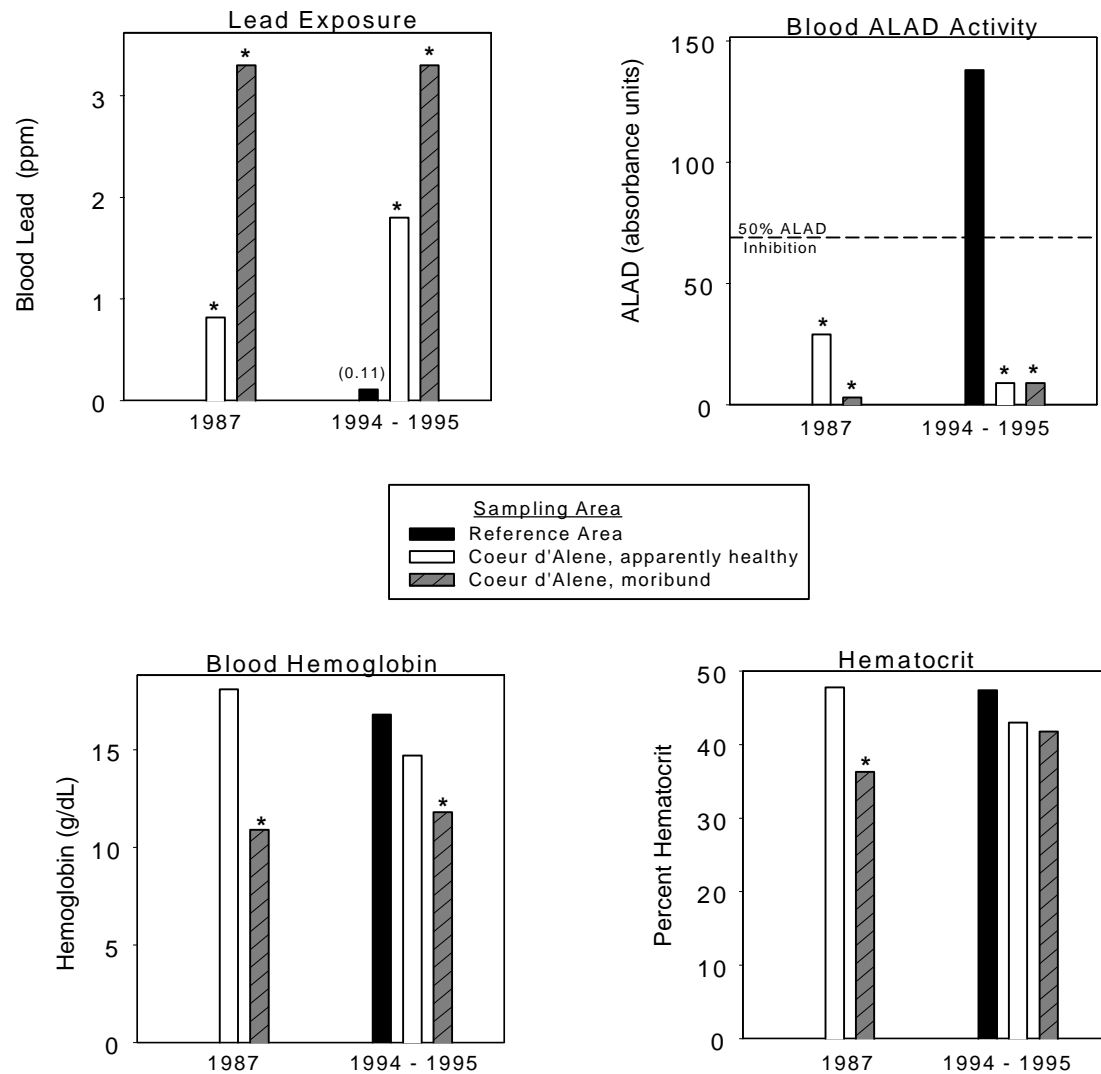 Lead Exposure
Blood Lead (ppm)
3
2
1
0
* *
* *
(0.11)
1987 1994 - 1995
Blood ALAD Activity
ALAD (absorbance units)
150
100
50
0
50% ALAD
Inhibition
* *
* *
1987 1994 - 1995
Sampling Area
Reference Area
Coeur d'Alene, apparently healthy
Coeur d'Alene, moribund
Blood Hemoglobin
Hemoglobin (g/dL)
15
10
5
0
* *
1987 1994 - 1995
Hematocrit
Percent Hematocrit
50
40
30
20
10
0
*
1987 1994 - 1995